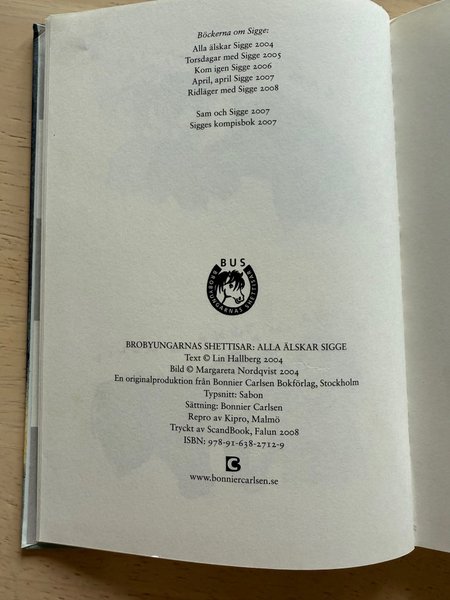 Böckerna om Sigge:
Alla älskar Sigge 2004
Torsdagar med Sigge 2005
Kom igen Sigge 2006
April, april Sigge 2007
Ridläger med Sigge 2008
Sam och Sigge 2007
Sigges kompisbok 2007
BUS
BROBYUNGARNAS SHETTISAR
BROBYUNGARNAS SHETTISAR: ALLA ÄLSKAR SIGGE
Text © Lin Hallberg 2004
Bild © Margareta Nordqvist 2004
En originalproduktion från Bonnier Carlsen Bokförlag, Stockholm
Typsnitt: Sabon
Sättning: Bonnier Carlsen
Repro av Kipro, Malmö
Tryckt av ScandBook, Falun 2008
ISBN: 978-91-638-2712-9
BC
www.bonniercarlsen.se